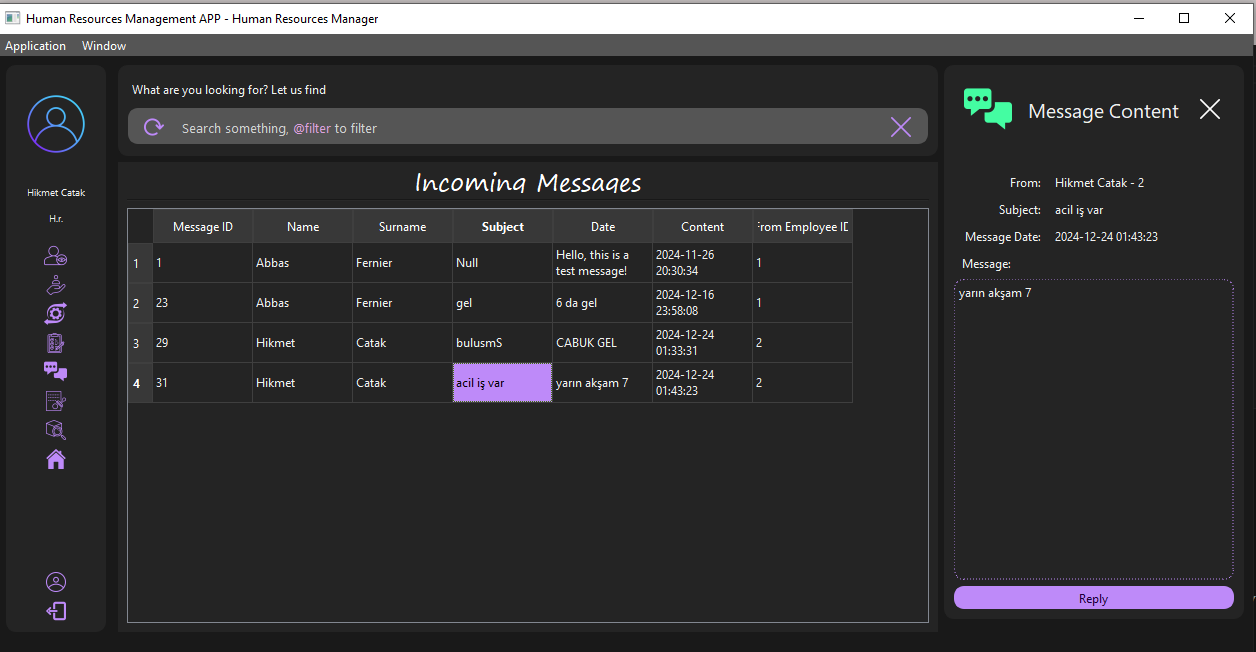 Human Resources Management APP - Human Resources Manager
Application Window
Hikmet Catak
H.r.
What are you looking for? Let us find
Search something, @filter to filter
Incoming Messages
Message ID Name Surname Subject Date Content From Employee ID
1 1 Abbas Fernier Null Hello, this is a test message! 2024-11-26 20:30:34 1
2 23 Abbas Fernier gel 6 da gel 2024-12-16 23:58:08 1
3 29 Hikmet Catak bulusmS CABUK GEL 2024-12-24 01:33:31 2
4 31 Hikmet Catak acil iş var yarın akşam 7 2024-12-24 01:43:23 2
Message Content
From: Hikmet Catak - 2
Subject: acil iş var
Message Date: 2024-12-24 01:43:23
Message:
yarın akşam 7
Reply